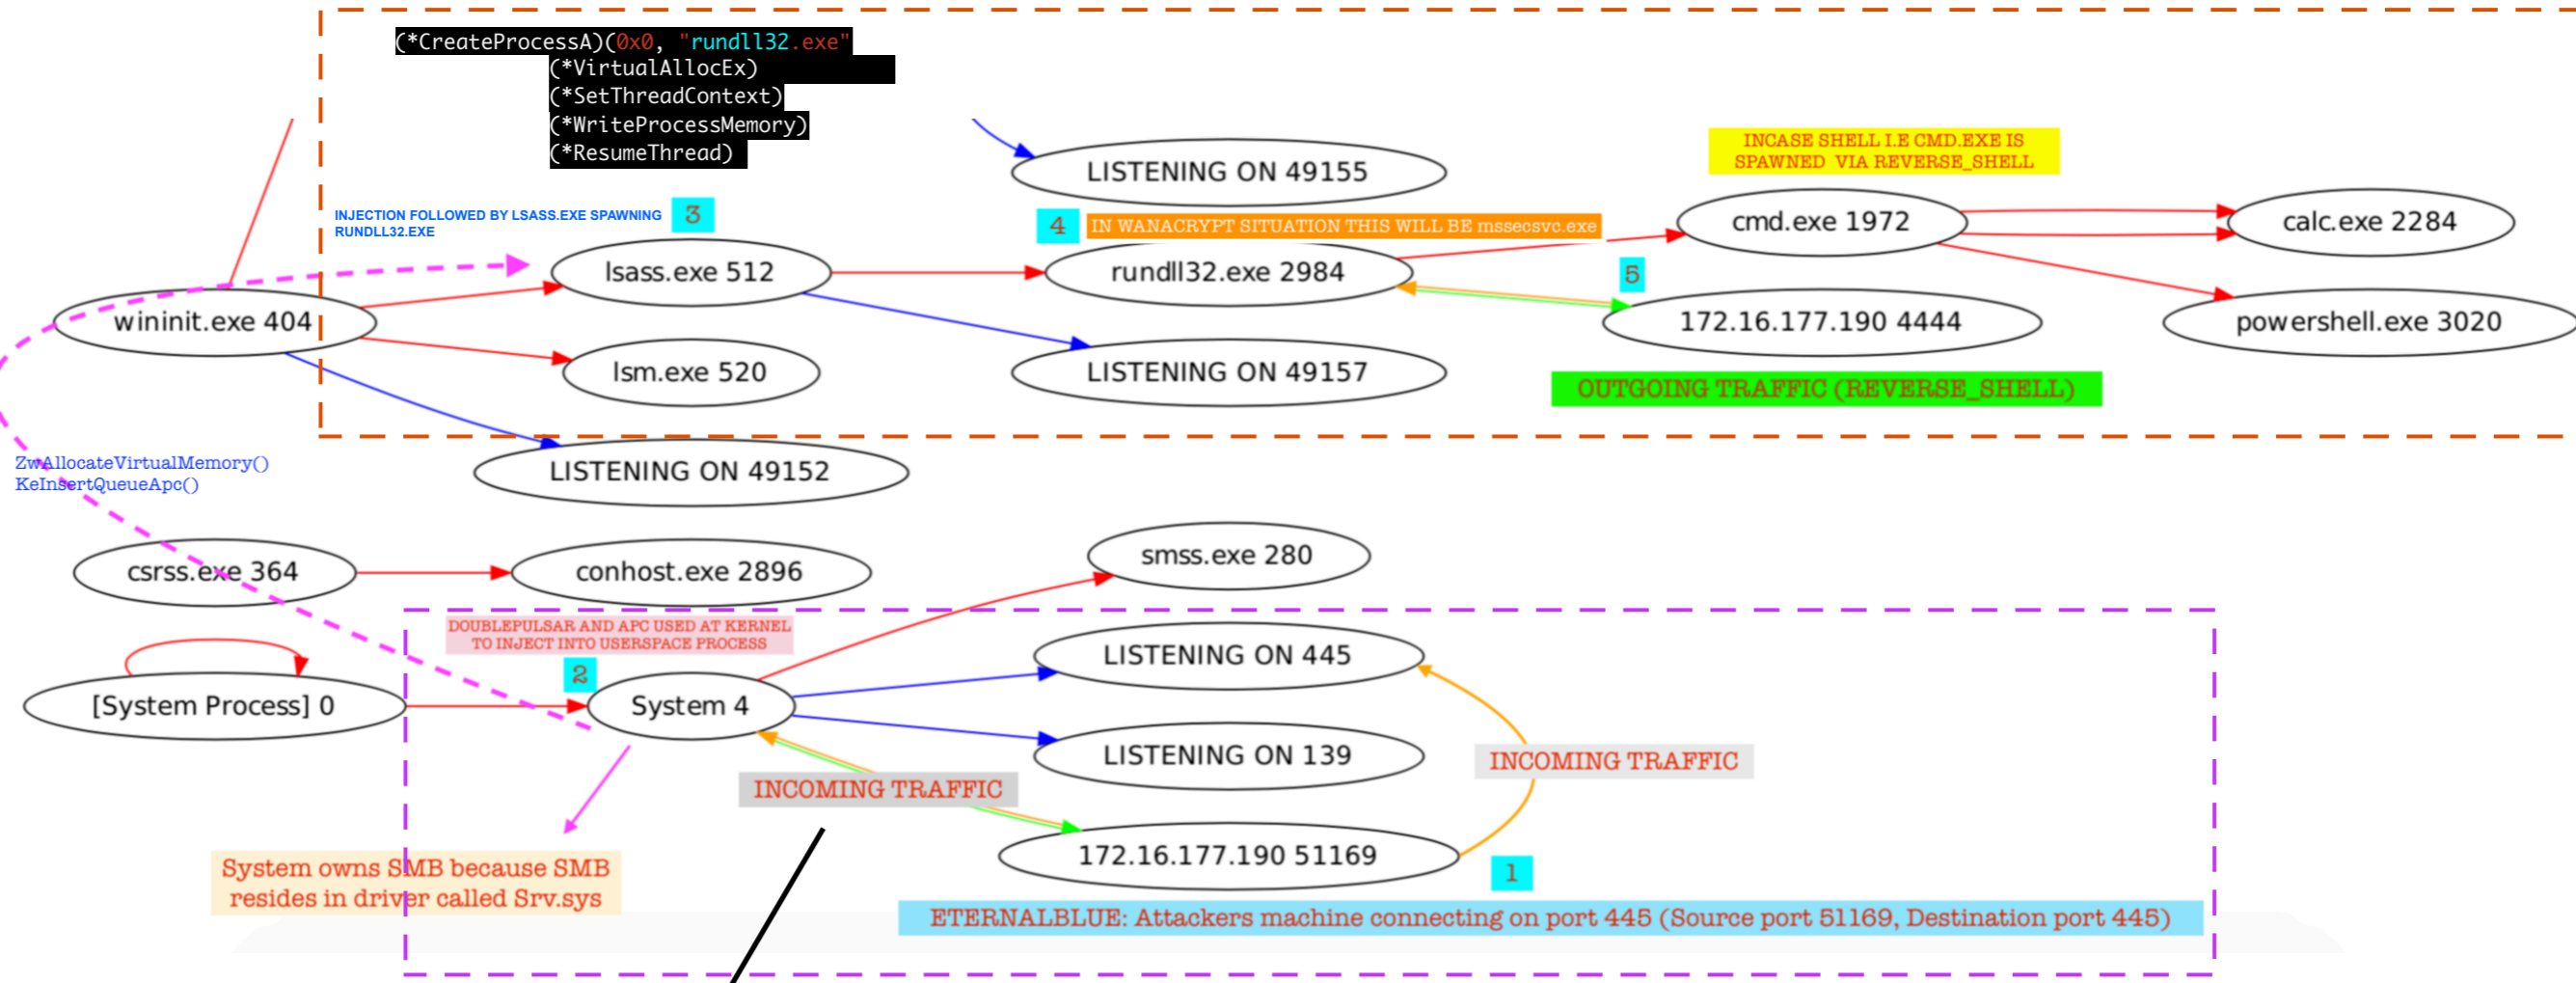 (*CreateProcessA)(0x0, "rundll32.exe"
(*VirtualAllocEx)
(*SetThreadContext)
(*WriteProcessMemory)
(*ResumeThread)
INCASE SHELL I.E CMD.EXE IS
SPAWNED VIA REVERSE_SHELL
LISTENING ON 49155
INJECTION FOLLOWED BY LSASS.EXE SPAWNING
RUNDLL32.EXE
3
4
IN WANACRYPT SITUATION THIS WILL BE mssecsvc.exe
cmd.exe 1972
calc.exe 2284
lsass.exe 512
rundll32.exe 2984
5
wininit.exe 404
172.16.177.190 4444
powershell.exe 3020
lsm.exe 520
LISTENING ON 49157
OUTGOING TRAFFIC (REVERSE_SHELL)
ZwAllocateVirtualMemory()
KeInsertQueueApc()
LISTENING ON 49152
smss.exe 280
csrss.exe 364
conhost.exe 2896
DOUBLEPULSAR AND APC USED AT KERNEL
TO INJECT INTO USERSPACE PROCESS
2
LISTENING ON 445
[System Process] 0
System 4
LISTENING ON 139
INCOMING TRAFFIC
INCOMING TRAFFIC
172.16.177.190 51169
1
System owns SMB because SMB
resides in driver called Srv.sys
ETERNALBLUE: Attackers machine connecting on port 445 (Source port 51169, Destination port 445)